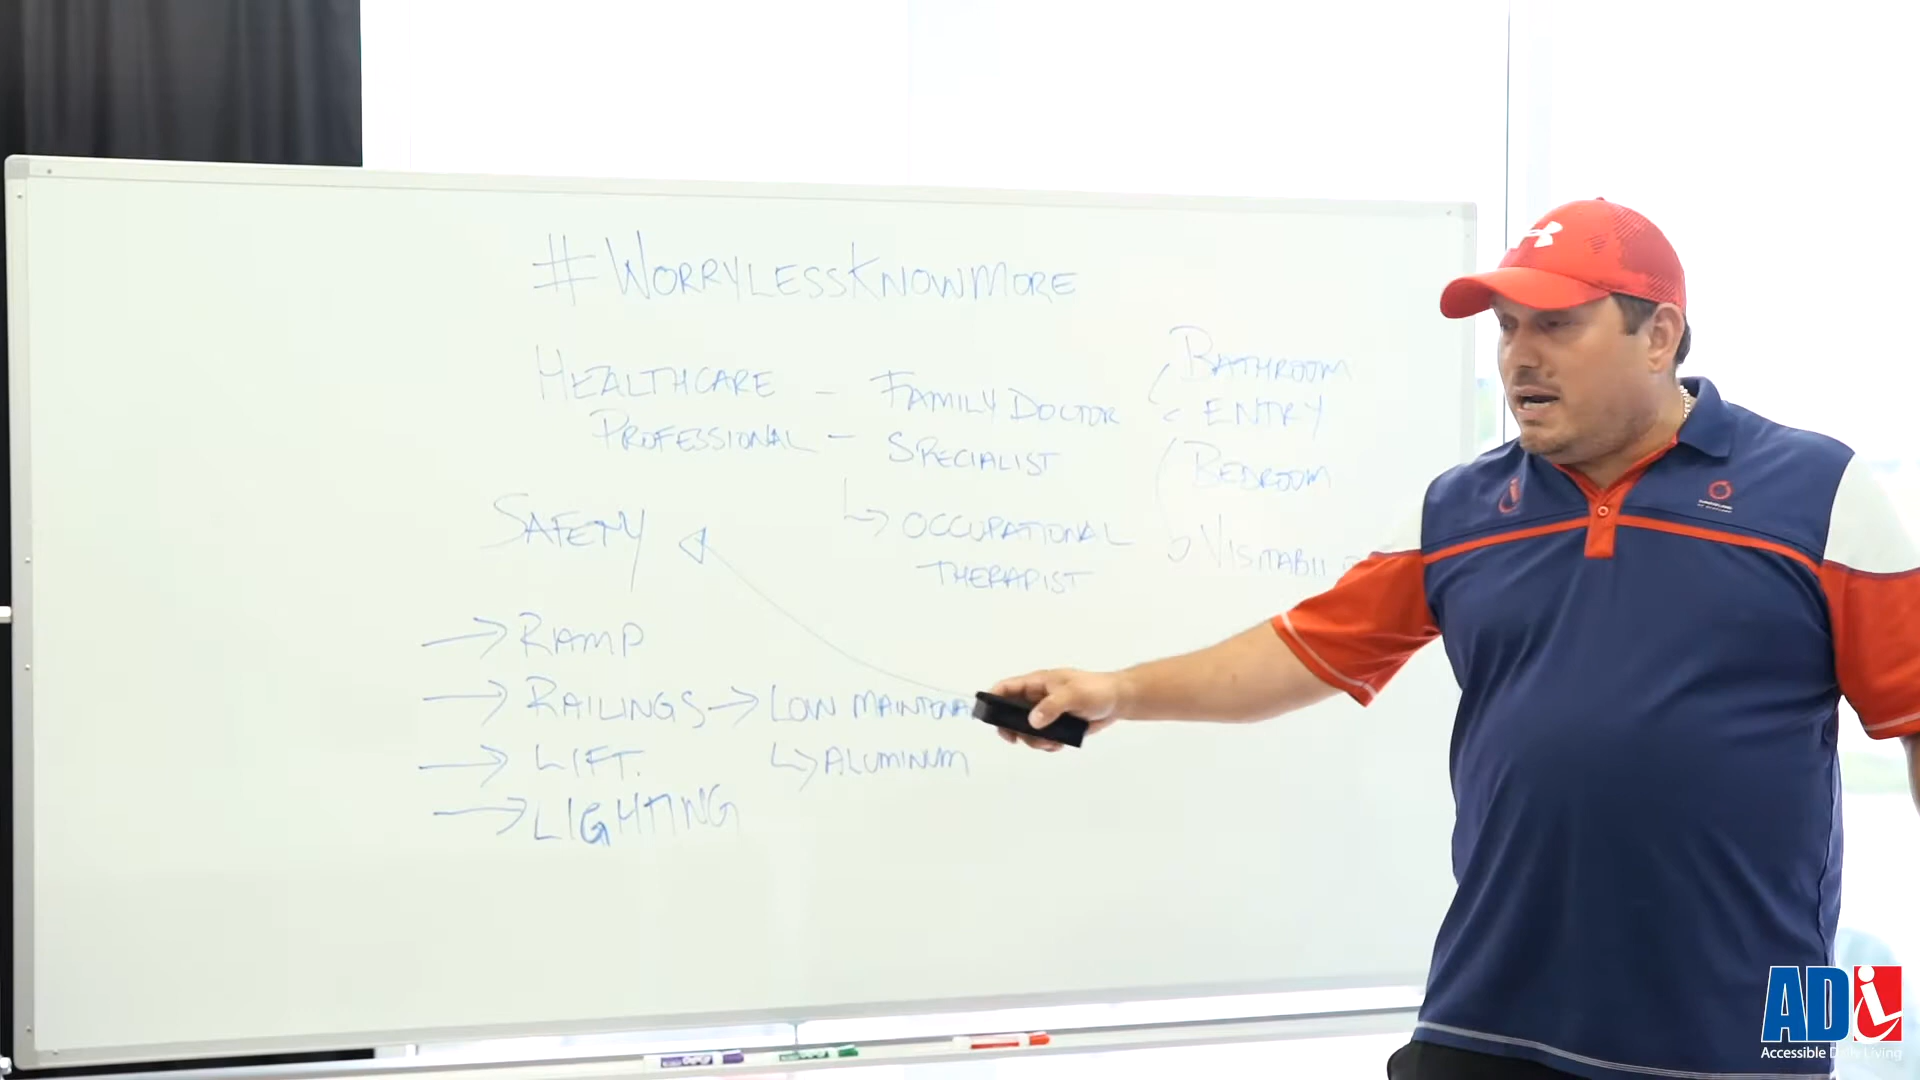 #WORRYLESSKNOWMORE
HEALTHCARE - FAMILY DOCTOR
PROFESSIONAL - SPECIALIST
↳ OCCUPATIONAL
THERAPIST
BATHROOM
ENTRY
BEDROOM
SAFETY
→ RAMP
→ RAILINGS → LOW
↳ ALUMINUM
→ LIFT.
→ LIGHTING
ADL
Accessible Daily Living